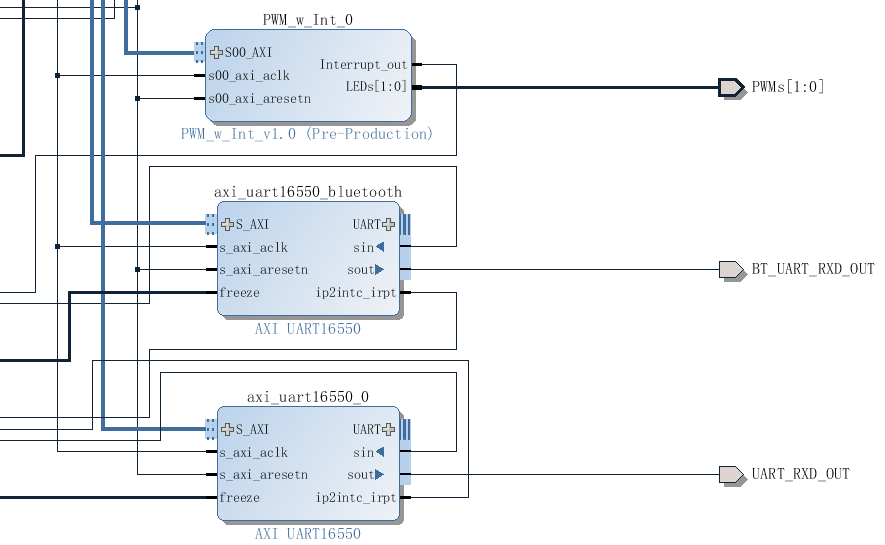 PWM_w_Int_0
S00_AXI
s00_axi_aclk
s00_axi_aresetn
Interrupt_out
LEDs[1:0]
PWMs[1:0]
PWM_w_Int_v1.0 (Pre-Production)
axi_uart16550_bluetooth
S_AXI
s_axi_aclk
s_axi_aresetn
freeze
UART
sin
sout
ip2intc_irpt
BT_UART_RXD_OUT
AXI UART16550
axi_uart16550_0
S_AXI
s_axi_aclk
s_axi_aresetn
freeze
UART
sin
sout
ip2intc_irpt
UART_RXD_OUT
AXI UART16550